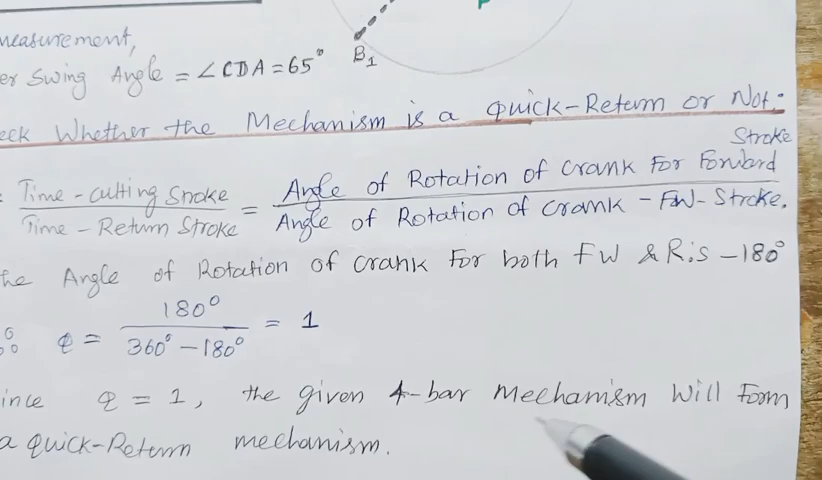 measurement,
er Swing Angle = ∠CDA = 65°
B1
eck Whether the Mechanism is a Quick-Return or Not:
Stroke
Time - cutting Stroke / Time - Return Stroke = Angle of Rotation of crank For Forward / Angle of Rotation of crank - FW- Stroke.
he Angle of Rotation of crank For both FW & R.S - 180°
∴ q = 180° / 360° - 180° = 1
ince q = 1, the given 4-bar mechanism Will Form
a quick-Return mechanism.